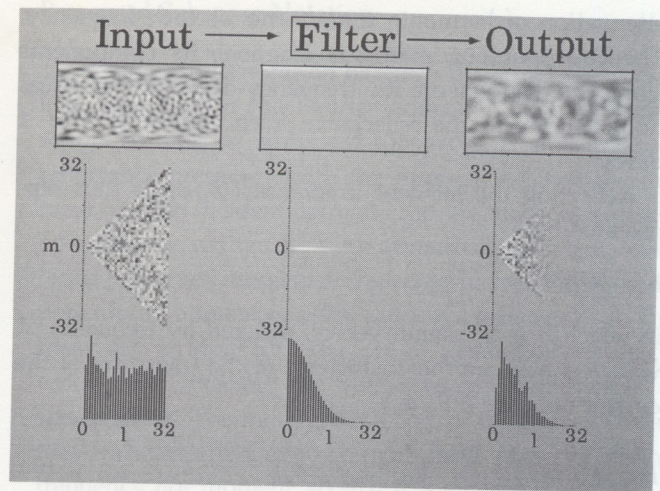 Input → Filter → Output
32 32 32
m 0 0 0
-32 -32 -32
0 l 32 0 l 32 0 l 32